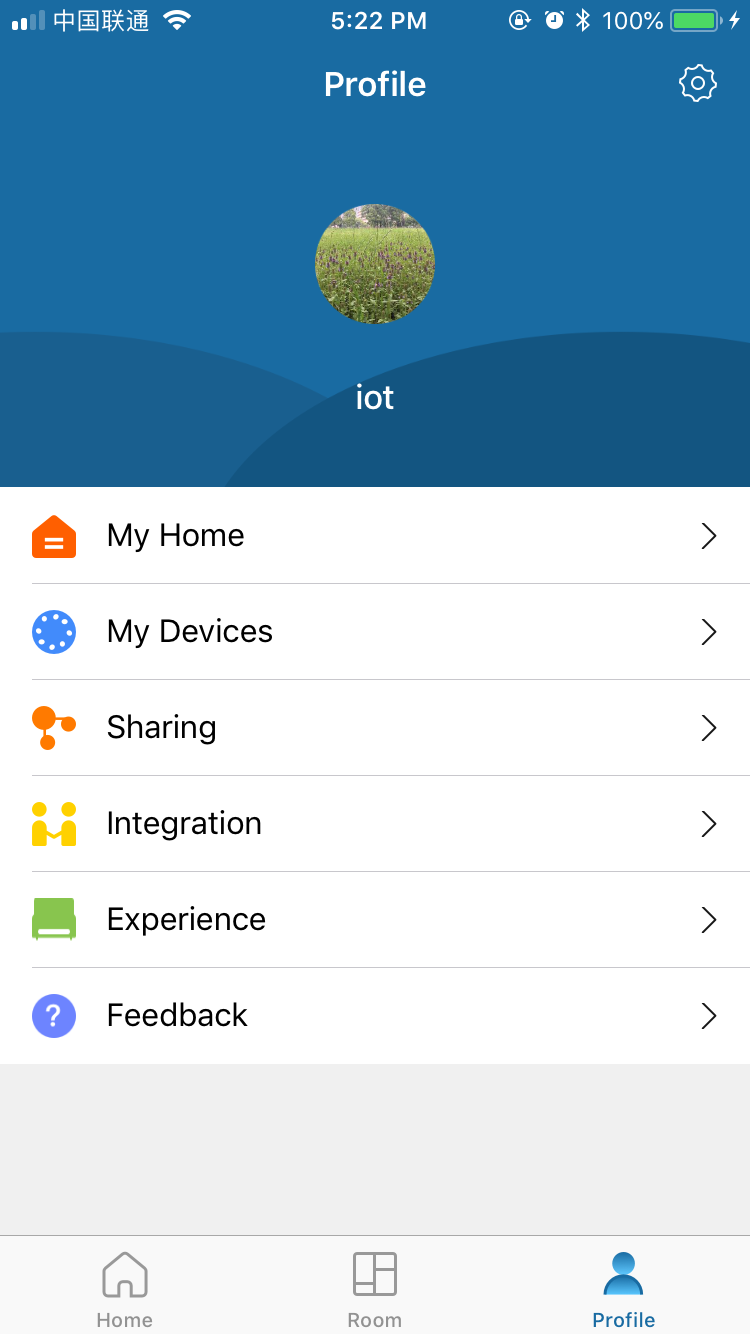 中国联通 5:22 PM 100%
Profile
iot
My Home
My Devices
Sharing
Integration
Experience
? Feedback
Home Room Profile